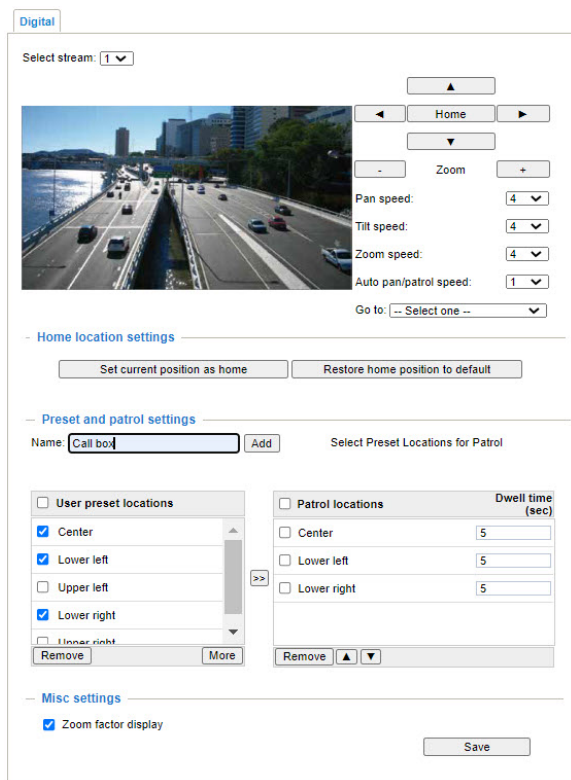 Digital
Select stream: 1
▲
◄ Home ►
▼
- Zoom +
Pan speed: 4
Tilt speed: 4
Zoom speed: 4
Auto pan/patrol speed: 1
Go to: -- Select one --
Home location settings
Set current position as home Restore home position to default
Preset and patrol settings
Name: Call box Add Select Preset Locations for Patrol
User preset locations
Center
Lower left
Upper left
Lower right
Upper right
Remove More
>>
Patrol locations Dwell time (sec)
Center 5
Lower left 5
Lower right 5
Remove ▲ ▼
Misc settings
Zoom factor display
Save